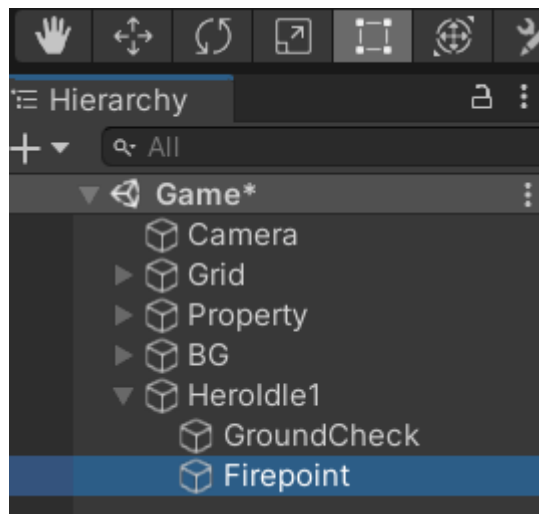 Hierarchy
All
Game*
Camera
Grid
Property
BG
HeroIdle1
GroundCheck
Firepoint